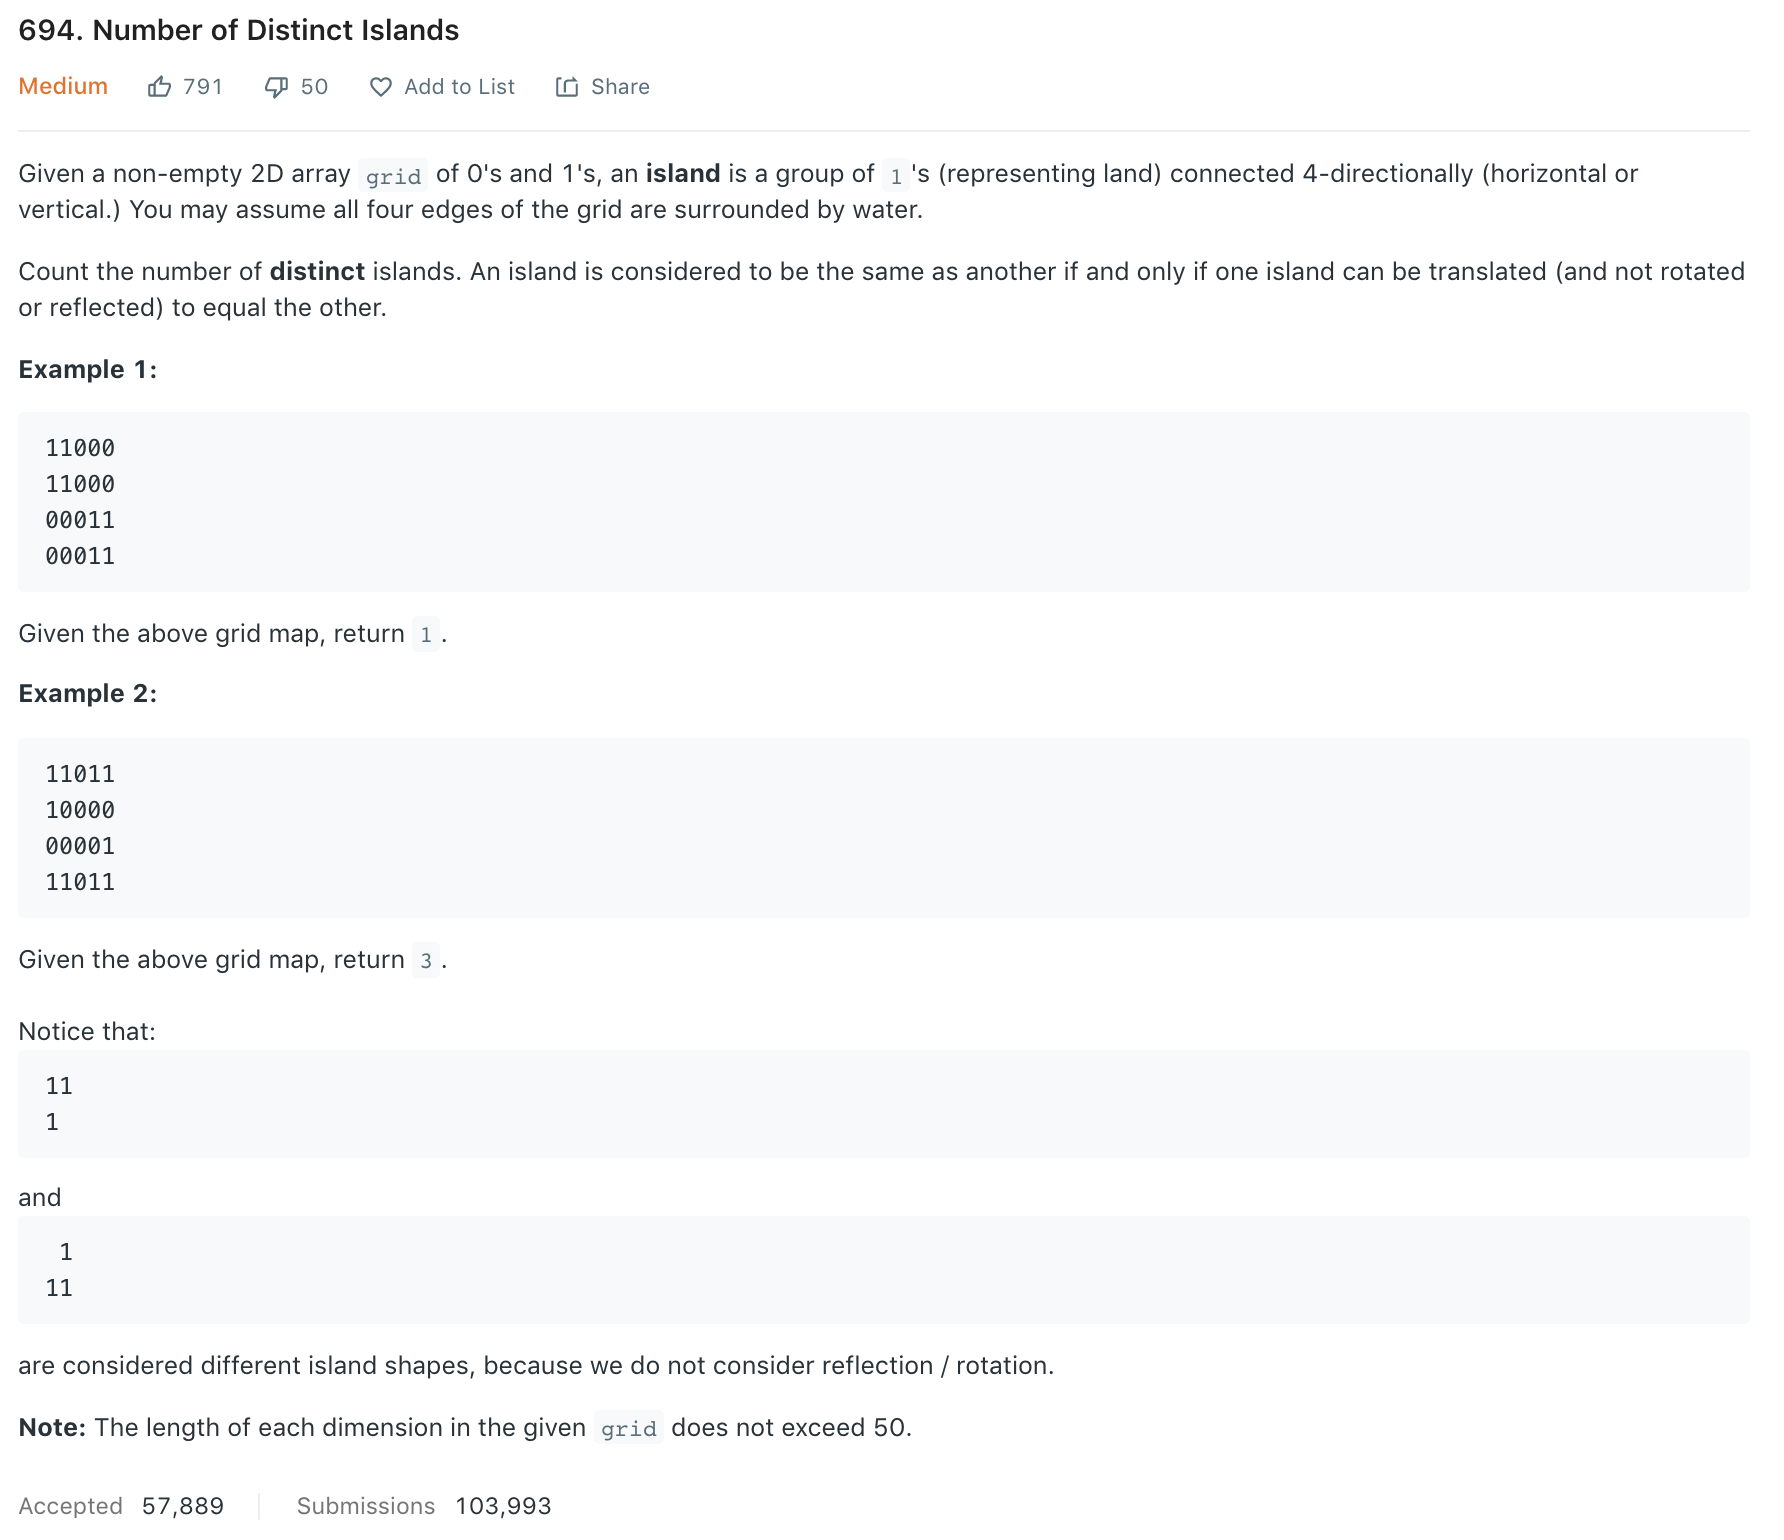 694. Number of Distinct Islands
Medium 791 50 Add to List Share
Given a non-empty 2D array grid of 0's and 1's, an island is a group of 1 's (representing land) connected 4-directionally (horizontal or
vertical.) You may assume all four edges of the grid are surrounded by water.
Count the number of distinct islands. An island is considered to be the same as another if and only if one island can be translated (and not rotated
or reflected) to equal the other.
Example 1:
11000
11000
00011
00011
Given the above grid map, return 1 .
Example 2:
11011
10000
00001
11011
Given the above grid map, return 3 .
Notice that:
11
1
and
 1
11
are considered different island shapes, because we do not consider reflection / rotation.
Note: The length of each dimension in the given grid does not exceed 50.
Accepted 57,889 Submissions 103,993